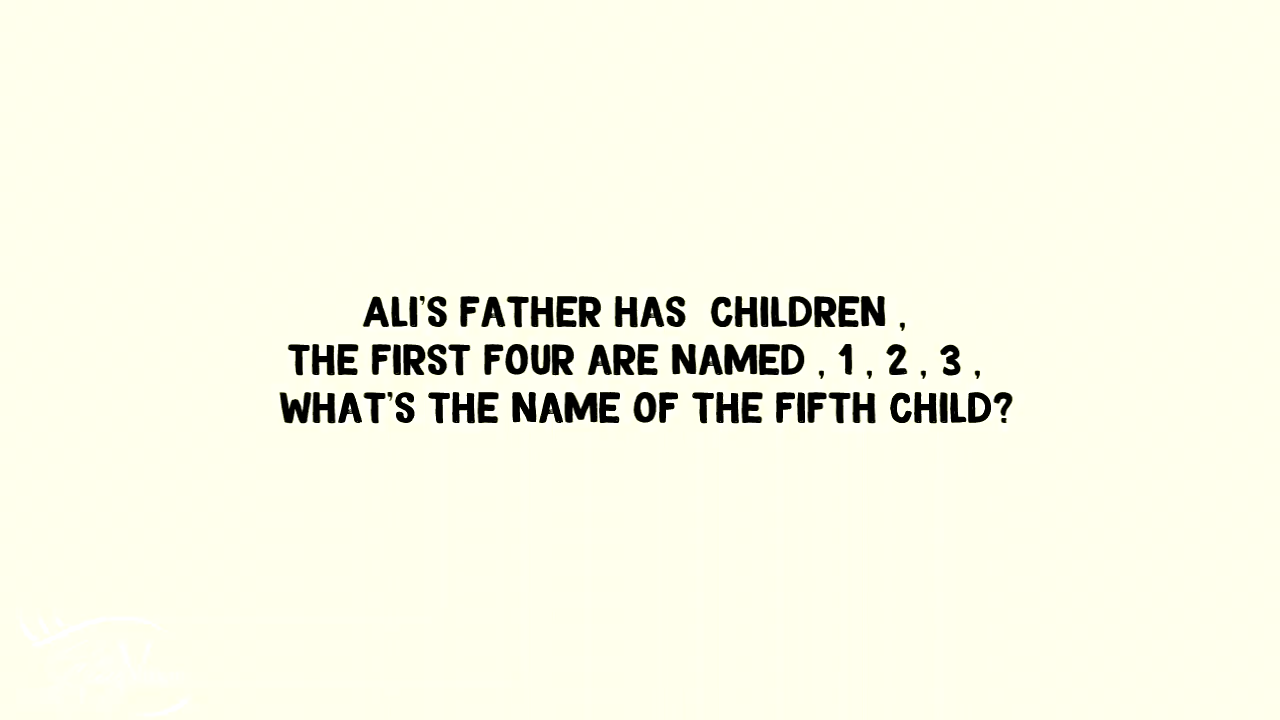 ALI'S FATHER HAS  CHILDREN ,
THE FIRST FOUR ARE NAMED , 1 , 2 , 3 ,
WHAT'S THE NAME OF THE FIFTH CHILD?